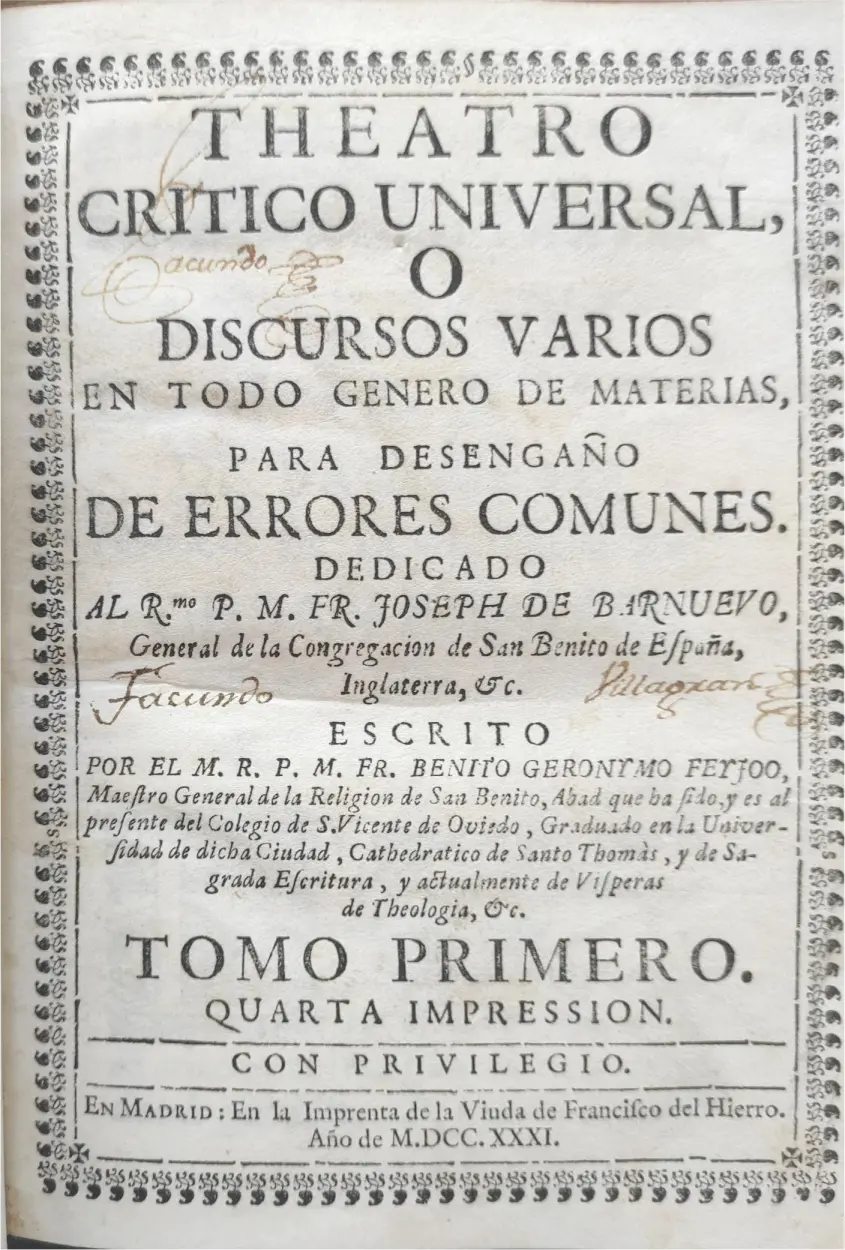 THEATRO
CRITICO UNIVERSAL,
O
Facundo
DISCURSOS VARIOS
EN TODO GENERO DE MATERIAS,
PARA DESENGAÑO
DE ERRORES COMUNES.
DEDICADO
AL R.mo P. M. FR. JOSEPH DE BARNUEVO,
General de la Congregacion de San Benito de Eſpaña,
Inglaterra, &c.
Facundo Villagran
ESCRITO
POR EL M. R. P. M. FR. BENITO GERONYMO FEYJOO,
Maeſtro General de la Religion de San Benito, Abad que ha ſido, y es al
preſente del Colegio de S. Vicente de Oviedo, Graduado en la Univer-
ſidad de dicha Ciudad, Cathedratico de Santo Thomàs, y de Sa-
grada Eſcritura, y actualmente de Viſperas
de Theologia, &c.
TOMO PRIMERO.
QUARTA IMPRESSION.
CON PRIVILEGIO.
EN MADRID: En la Imprenta de la Viuda de Franciſco del Hierro.
Año de M.DCC.XXXI.